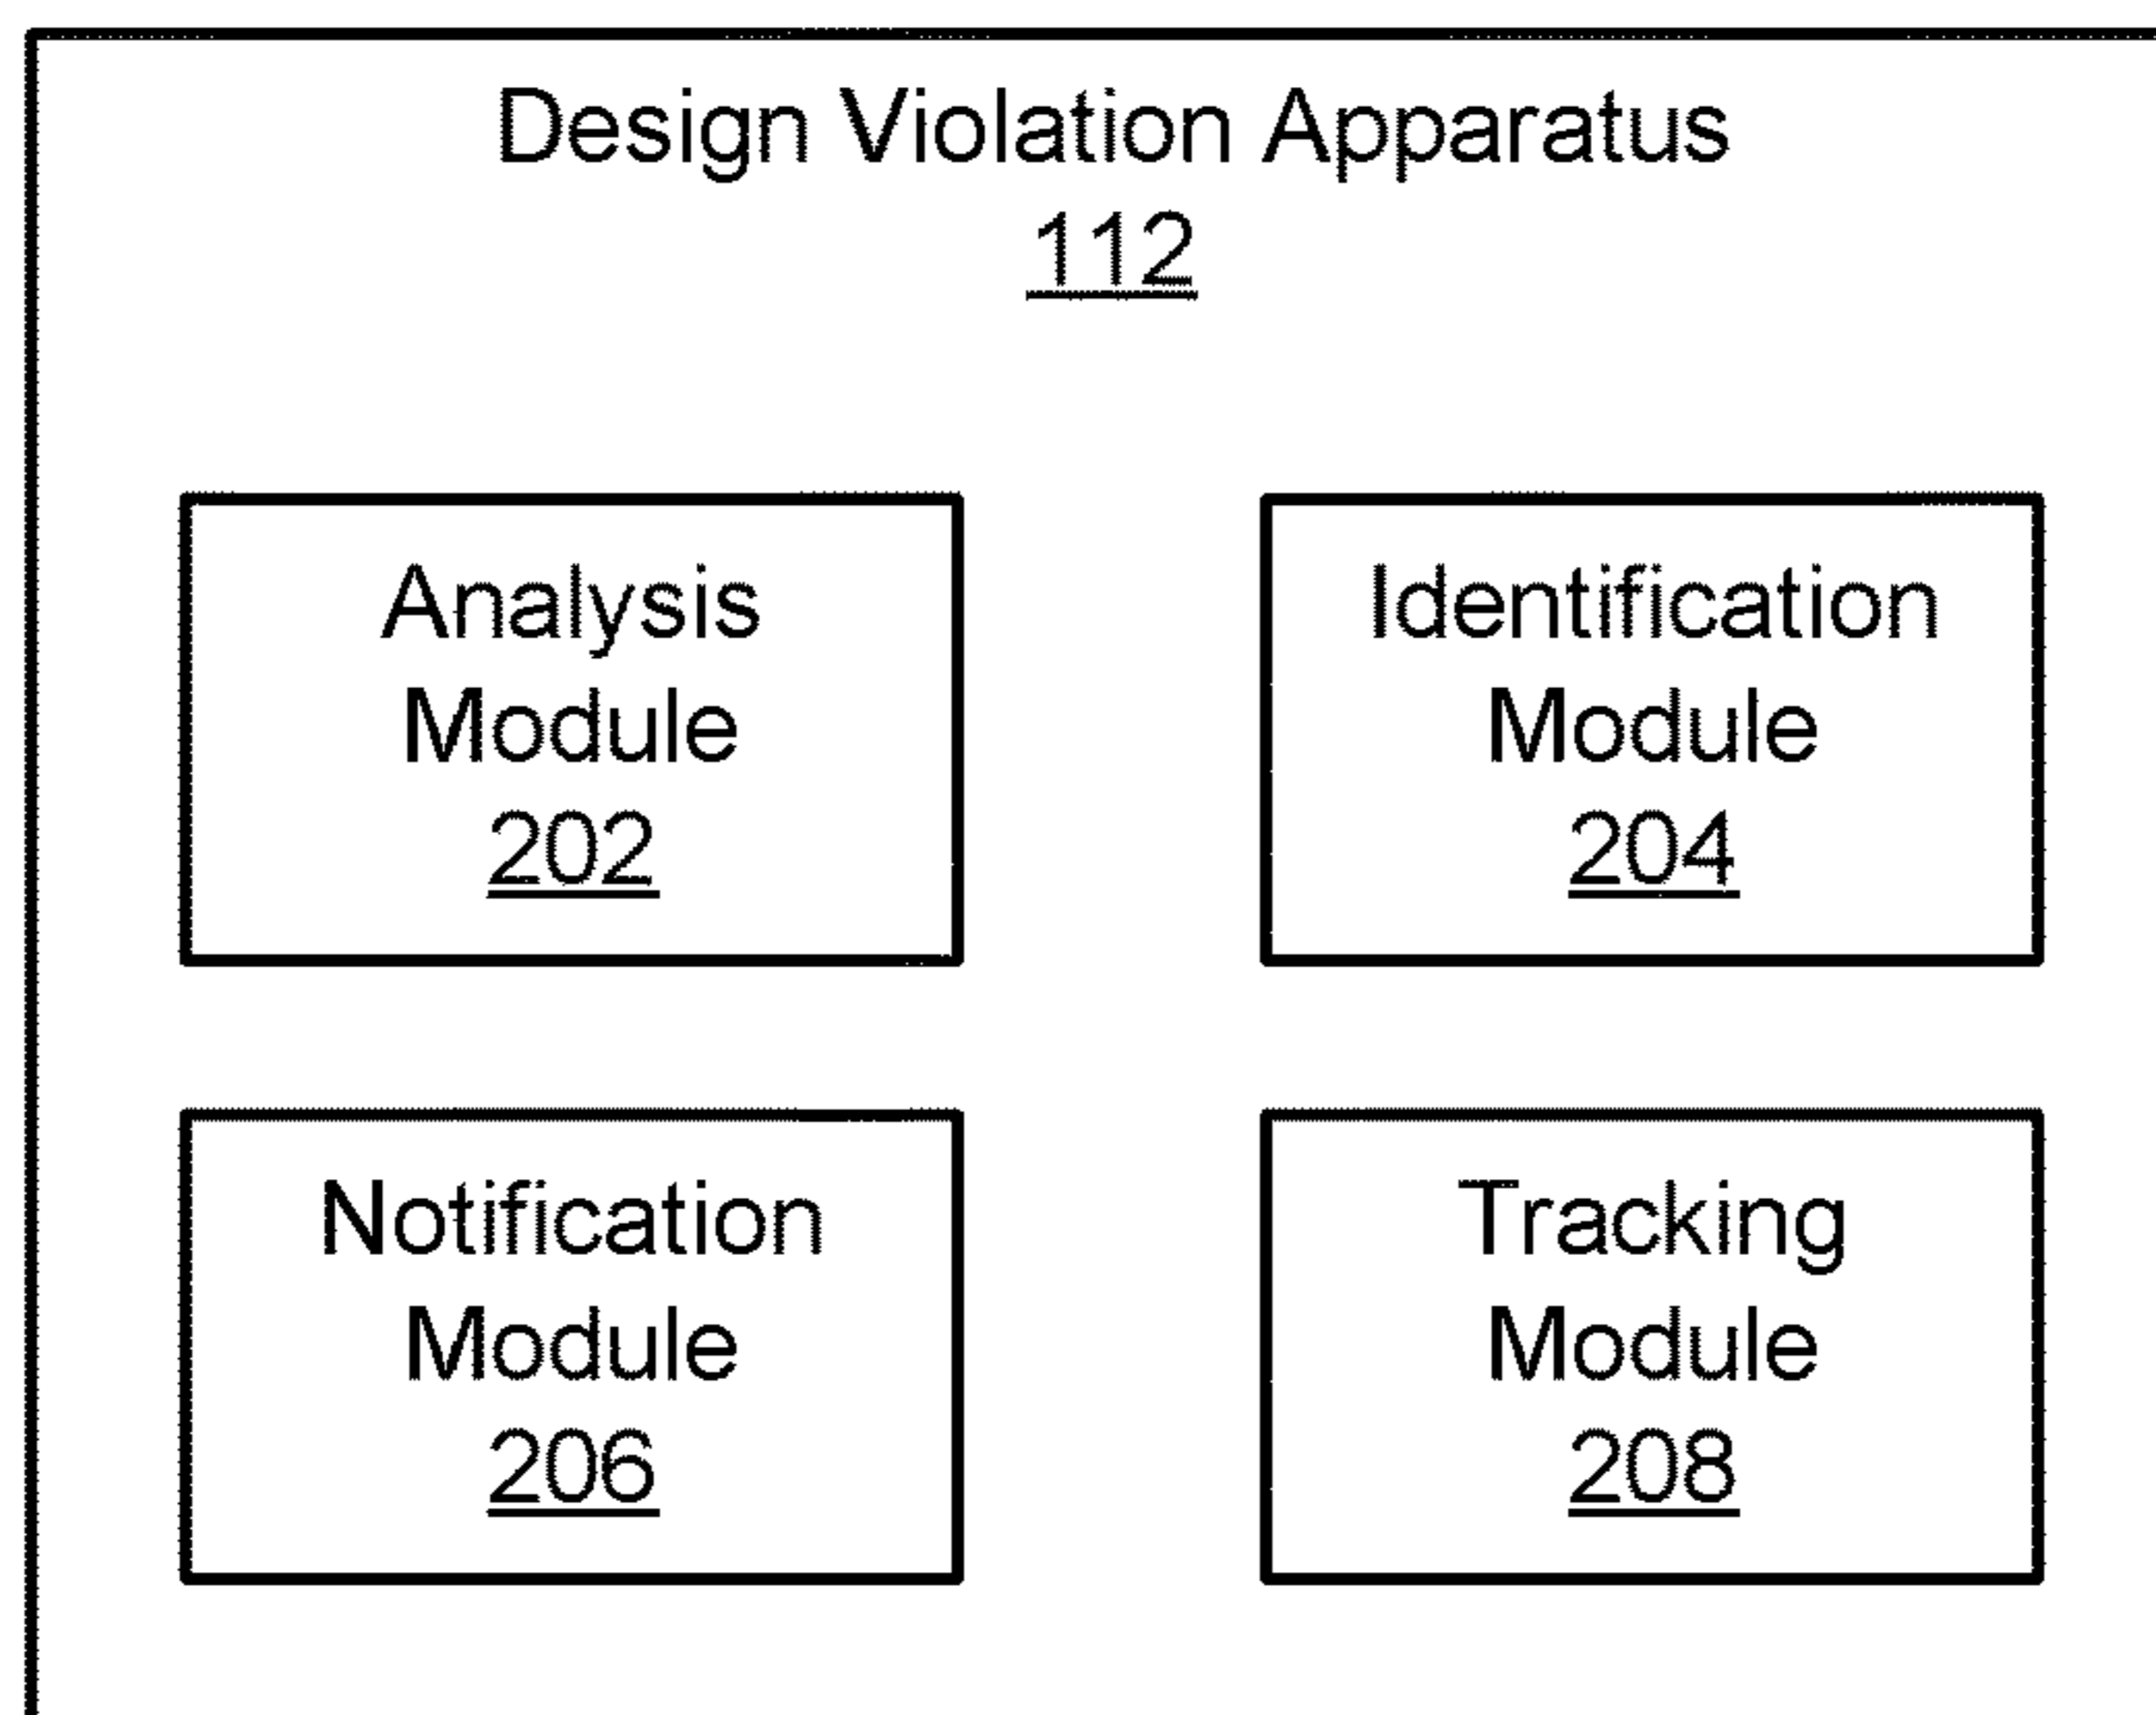 Design Violation Apparatus
112
Analysis
Module
202
Identification
Module
204
Notification
Module
206
Tracking
Module
208